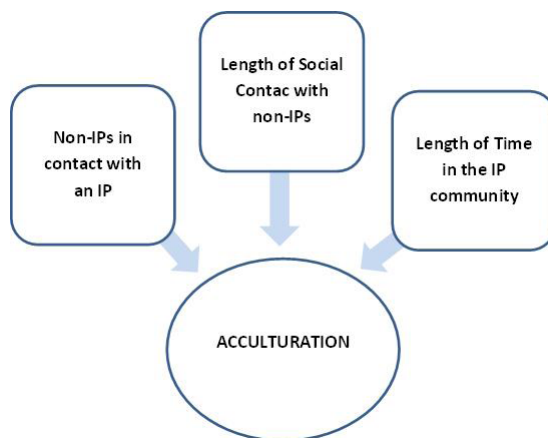 Non-IPs in
contact with
an IP
Length of Social
Contac with
non-IPs
Length of Time
in the IP
community
ACCULTURATION